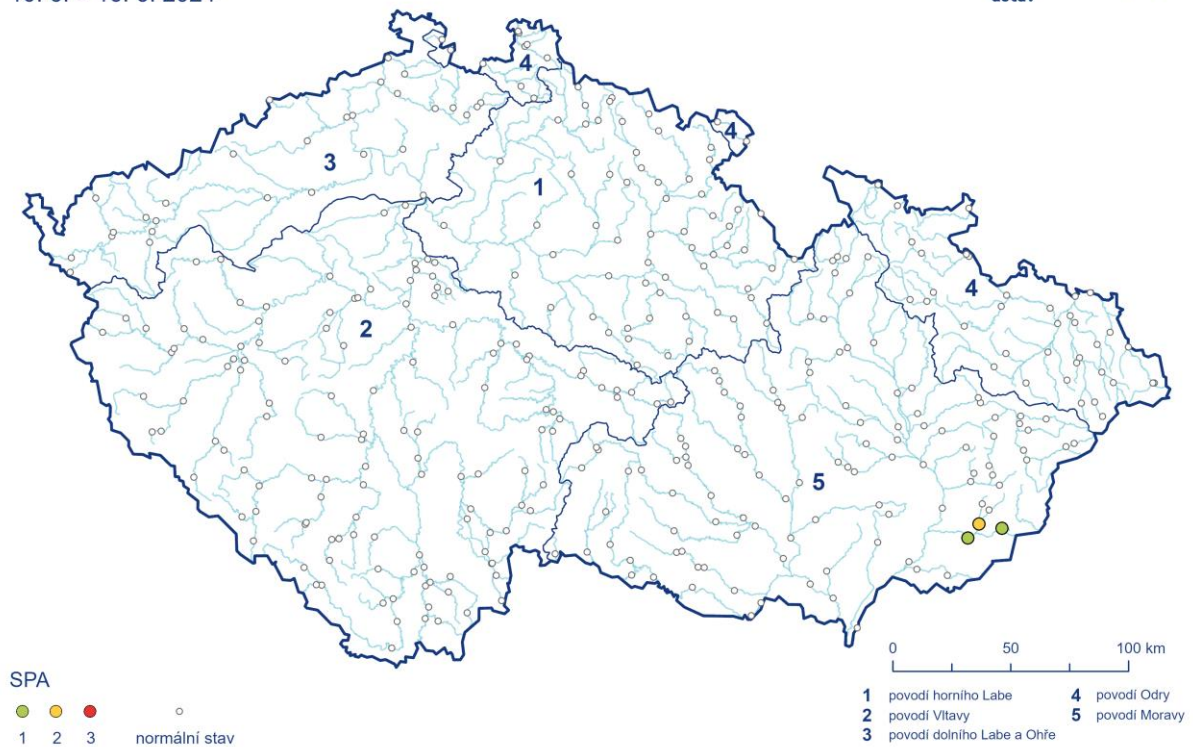 4
4
3
1
4
2
5
0 50 100 km
SPA
1 2 3 normální stav
1 povodí horního Labe 4 povodí Odry
2 povodí Vltavy 5 povodí Moravy
3 povodí dolního Labe a Ohře